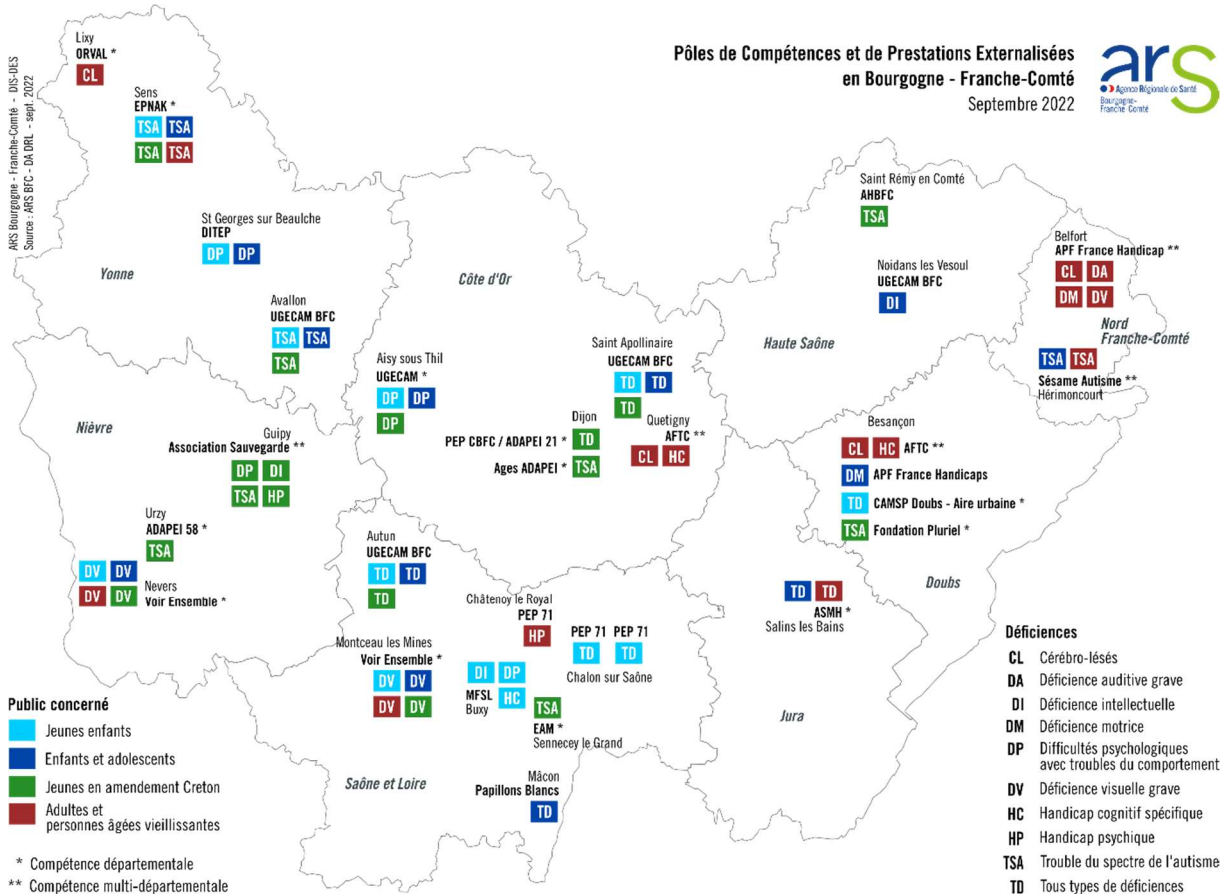 Pôles de Compétences et de Prestations Externalisées
en Bourgogne - Franche-Comté
Septembre 2022
ars
Agence Régionale de Santé
Bourgogne-
Franche-Comté
ARS Bourgogne - Franche-Comté - DIS-DES
Source : ARS BFC - DA DRL - sept. 2022
Lixy
ORVAL *
CL
Sens
EPNAK *
TSA TSA
TSA TSA
St Georges sur Beaulche
DITEP
DP DP
Yonne
Avallon
UGECAM BFC
TSA TSA
TSA
Côte d'Or
Aisy sous Thil
UGECAM *
DP DP
DP
Saint Apollinaire
UGECAM BFC
TD TD
TD
Dijon
PEP CBFC / ADAPEI 21 * TD
Ages ADAPEI * TSA
Quetigny
AFTC **
CL HC
Saint Rémy en Comté
AHBFC
TSA
Noidans les Vesoul
UGECAM BFC
DI
Haute Saône
Belfort
APF France Handicap **
CL DA
DM DV
Nord
Franche-Comté
TSA TSA
Sésame Autisme **
Hérimoncourt
Besançon
CL HC AFTC **
DM APF France Handicaps
TD CAMSP Doubs - Aire urbaine *
TSA Fondation Pluriel *
Doubs
Nièvre
Guipy
Association Sauvegarde **
DP DI
TSA HP
Urzy
ADAPEI 58 *
TSA
DV DV
DV DV
Nevers
Voir Ensemble *
Autun
UGECAM BFC
TD TD
TD
Châtenoy le Royal
PEP 71
HP
PEP 71 PEP 71
TD TD
Chalon sur Saône
Montceau les Mines
Voir Ensemble *
DV DV
DV DV
DI DP
HC
MFSL
Buxy
TSA
EAM *
Sennecey le Grand
Saône et Loire
Mâcon
Papillons Blancs
TD
TD TD
ASMH *
Salins les Bains
Jura
Public concerné
Jeunes enfants
Enfants et adolescents
Jeunes en amendement Creton
Adultes et
personnes âgées vieillissantes
* Compétence départementale
** Compétence multi-départementale
Déficiences
CL Cérébro-lésés
DA Déficience auditive grave
DI Déficience intellectuelle
DM Déficience motrice
DP Difficultés psychologiques
avec troubles du comportement
DV Déficience visuelle grave
HC Handicap cognitif spécifique
HP Handicap psychique
TSA Trouble du spectre de l'autisme
TD Tous types de déficiences